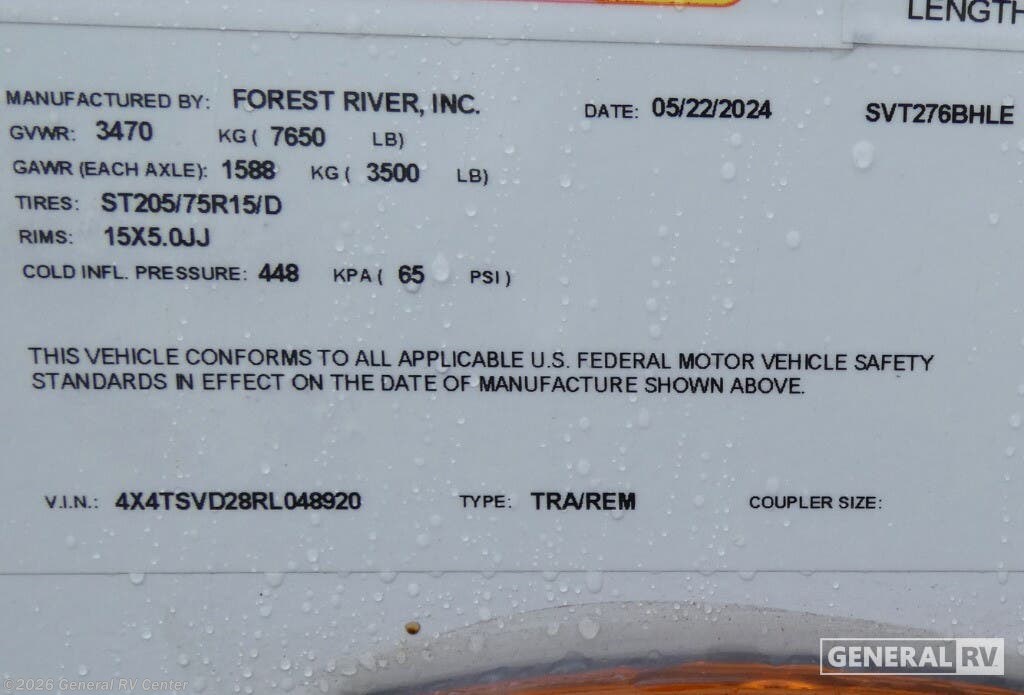 LENGTH
MANUFACTURED BY: FOREST RIVER, INC. DATE: 05/22/2024 SVT276BHLE
GVWR: 3470 KG ( 7650 LB)
GAWR (EACH AXLE): 1588 KG ( 3500 LB)
TIRES: ST205/75R15/D
RIMS: 15X5.0JJ
COLD INFL. PRESSURE: 448 KPA ( 65 PSI )
THIS VEHICLE CONFORMS TO ALL APPLICABLE U.S. FEDERAL MOTOR VEHICLE SAFETY
STANDARDS IN EFFECT ON THE DATE OF MANUFACTURE SHOWN ABOVE.
V.I.N.: 4X4TSVD28RL048920 TYPE: TRA/REM COUPLER SIZE:
GENERAL RV
©2026 General RV Center